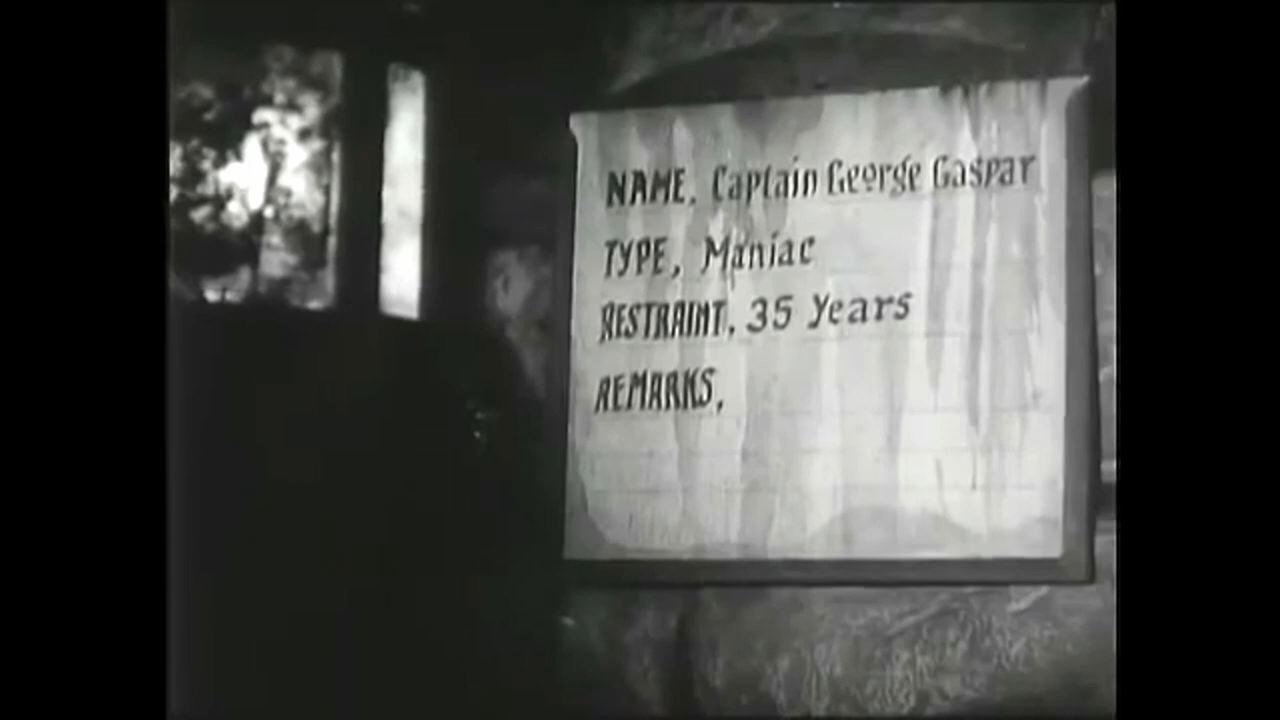 NAME. Captain George Gaspar
TYPE, Maniac
RESTRAINT. 35 Years
REMARKS,